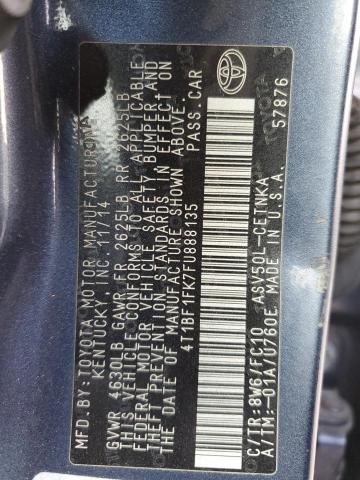 MFD.BY:TOYOTA MOTOR MANUFACTURING
KENTUCKY, INC. 11/14
GVWR 4630LB GAWR FR 2625LB RR 2625LB
THIS VEHICLE CONFORMS TO ALL APPLICABLE
FEDERAL MOTOR VEHICLE SAFETY, BUMPER AND
THEFT PREVENTION STANDARDS IN EFFECT ON
THE DATE OF MANUFACTURE SHOWN ABOVE.
4T1BF1FK7FU888135 PASS.CAR
C/TR:8W6/FC10 ASV50L-CETNKA
A/TM:-01A/U760E MADE IN U.S.A.
57876
TOYOTA